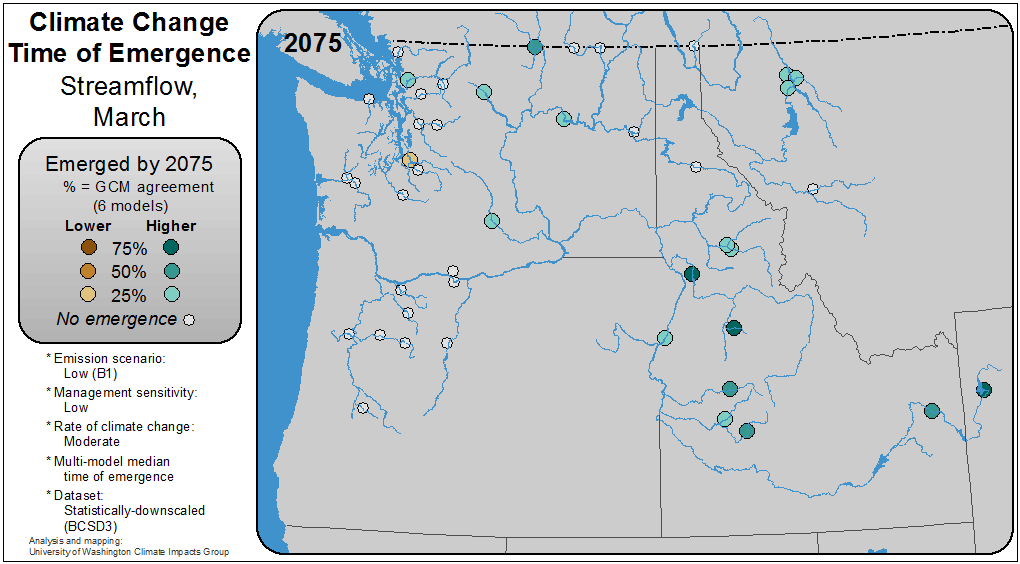 Climate Change
Time of Emergence
Streamflow,
March
2075
Emerged by 2075
% = GCM agreement
(6 models)
Lower Higher
75%
50%
25%
No emergence
* Emission scenario:
Low (B1)
* Management sensitivity:
Low
* Rate of climate change:
Moderate
* Multi-model median
time of emergence
* Dataset:
Statistically-downscaled
(BCSD3)
Analysis and mapping:
University of Washington Climate Impacts Group